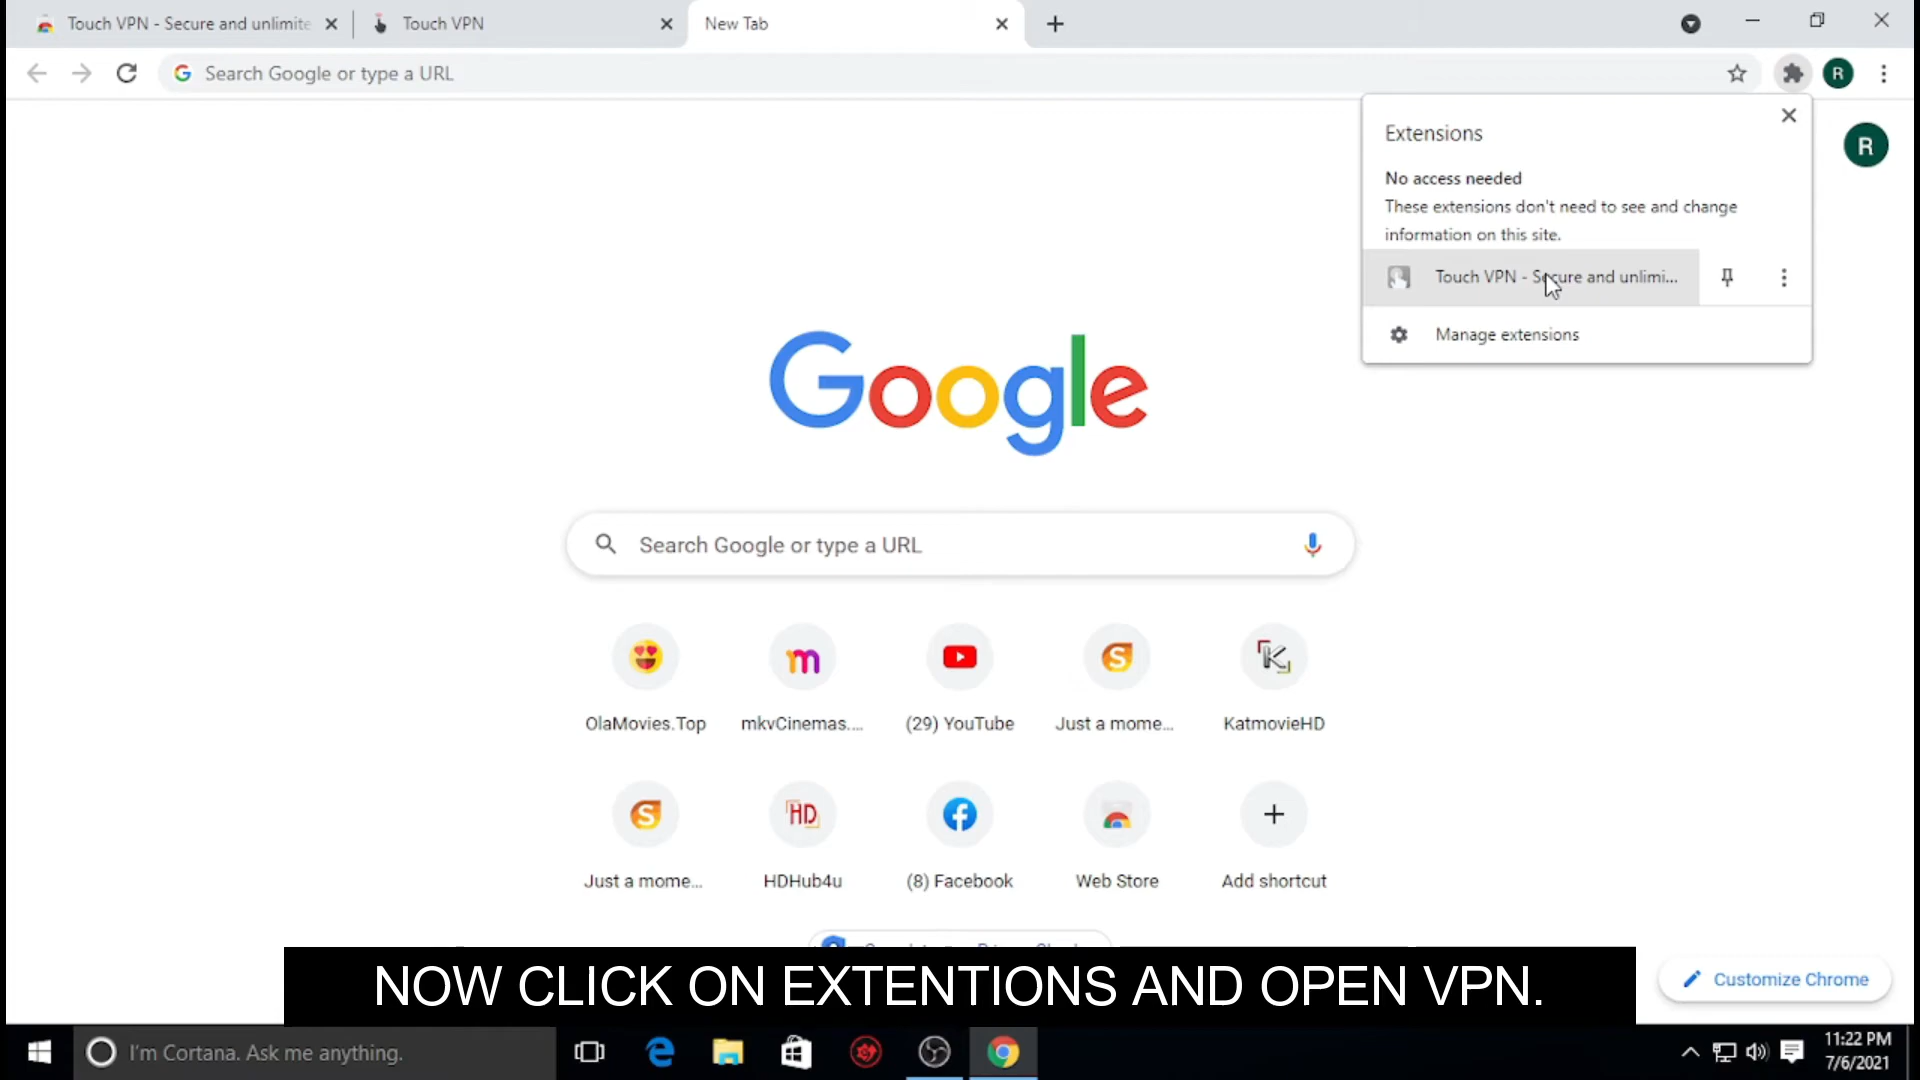 Touch VPN - Secure and unlimite
Touch VPN
New Tab
Search Google or type a URL
R
Extensions
R
No access needed
These extensions don't need to see and change
information on this site.
Touch VPN - Secure and unlimi...
Manage extensions
Google
Search Google or type a URL
OlaMovies.Top
mkvCinemas....
(29) YouTube
Just a mome...
KatmovieHD
HD
Just a mome...
HDHub4u
(8) Facebook
Web Store
Add shortcut
NOW CLICK ON EXTENTIONS AND OPEN VPN.
Customize Chrome
I'm Cortana. Ask me anything.
11:22 PM
7/6/2021